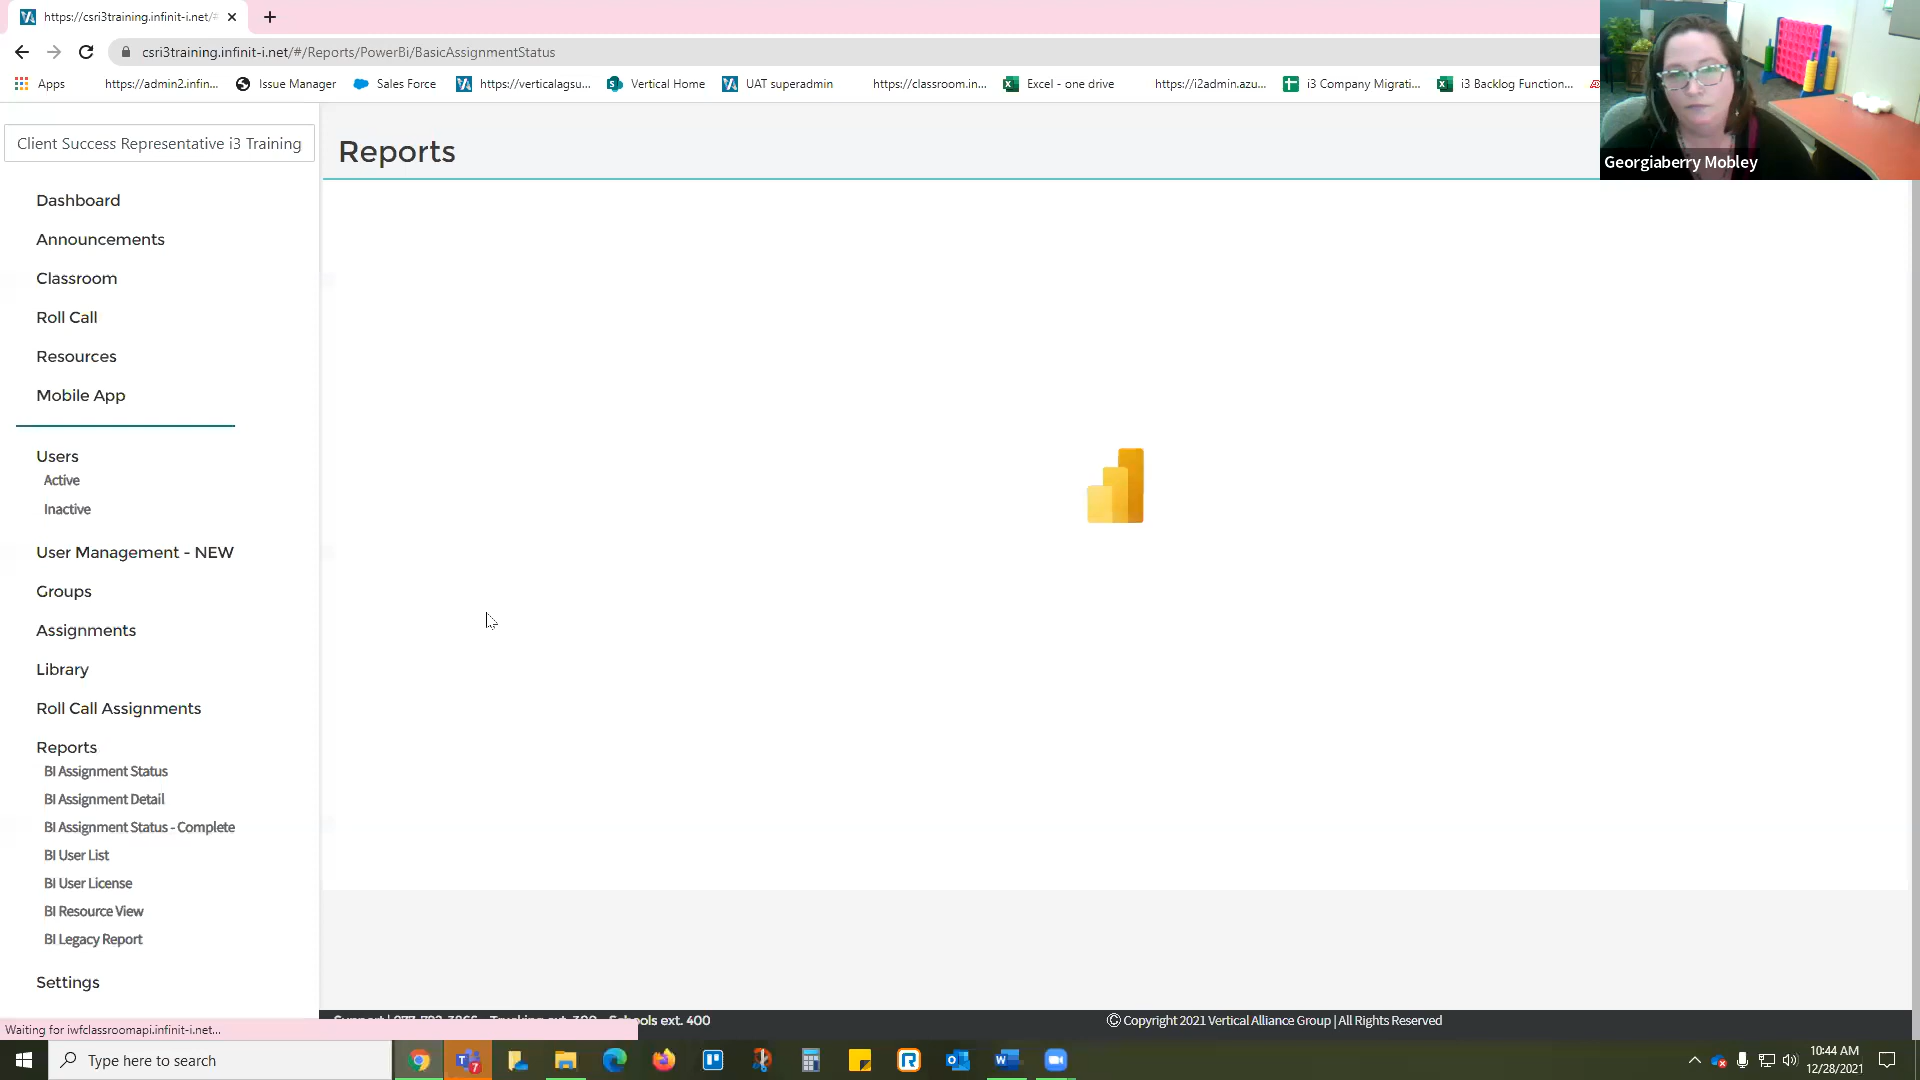 https://csri3training.infinit-i.net/#
csri3training.infinit-i.net/#/Reports/PowerBi/BasicAssignmentStatus
Apps https://admin2.infin... Issue Manager Sales Force https://verticalagsu... Vertical Home UAT superadmin https://classroom.in... Excel - one drive https://i2admin.azu... i3 Company Migrati... i3 Backlog Function...
Georgiaberry Mobley
Client Success Representative i3 Training
Reports
Dashboard
Announcements
Classroom
Roll Call
Resources
Mobile App
Users
Active
Inactive
User Management - NEW
Groups
Assignments
Library
Roll Call Assignments
Reports
BI Assignment Status
BI Assignment Detail
BI Assignment Status - Complete
BI User List
BI User License
BI Resource View
BI Legacy Report
Settings
ools ext. 400
© Copyright 2021 Vertical Alliance Group | All Rights Reserved
Waiting for iwfclassroomapi.infinit-i.net...
Type here to search
7
10:44 AM
12/28/2021